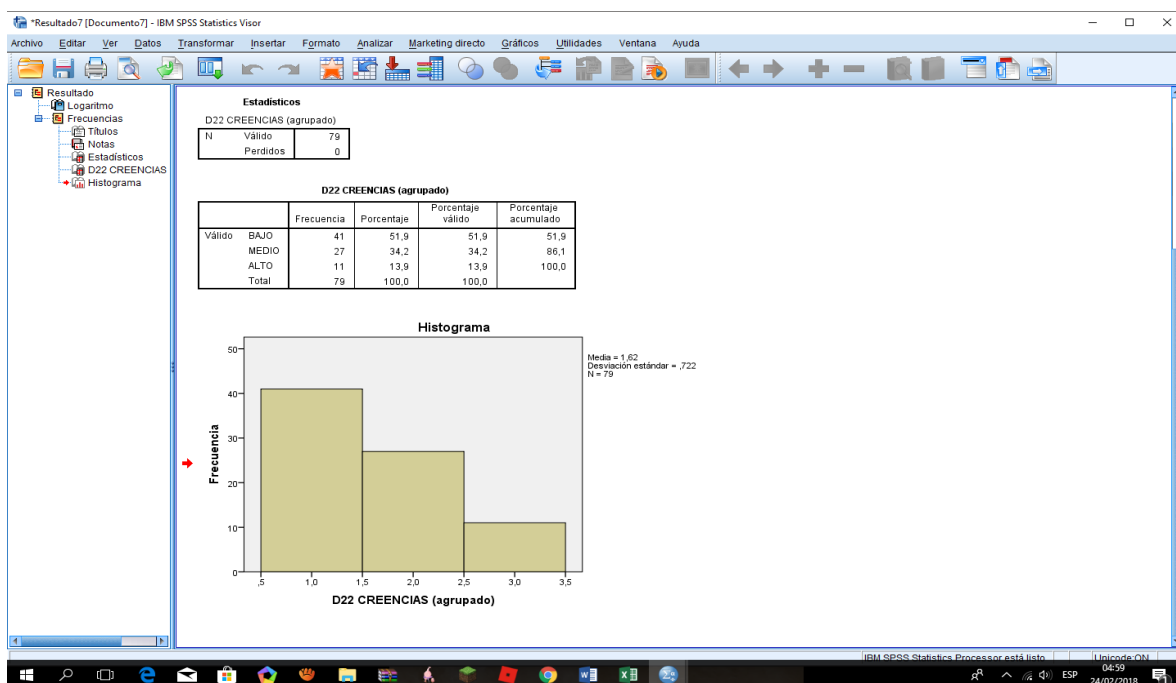 *Resultado7 [Documento7] - IBM SPSS Statistics Visor
Archivo Editar Ver Datos Transformar Insertar Formato Analizar Marketing directo Gráficos Utilidades Ventana Ayuda
Resultado
Logaritmo
Frecuencias
Títulos
Notas
Estadísticos
D22 CREENCIAS
Histograma
Estadísticos
D22 CREENCIAS (agrupado)
N Válido 79
Perdidos 0
D22 CREENCIAS (agrupado)
Frecuencia Porcentaje Porcentaje válido Porcentaje acumulado
Válido BAJO 41 51,9 51,9 51,9
MEDIO 27 34,2 34,2 86,1
ALTO 11 13,9 13,9 100,0
Total 79 100,0 100,0
Histograma
Media = 1,62
Desviación estándar = ,722
N = 79
Frecuencia
50
40
30
20
10
0
,5 1,0 1,5 2,0 2,5 3,0 3,5
D22 CREENCIAS (agrupado)
IBM SPSS Statistics Processor está listo Unicode:ON
ESP 04:59
24/02/2018